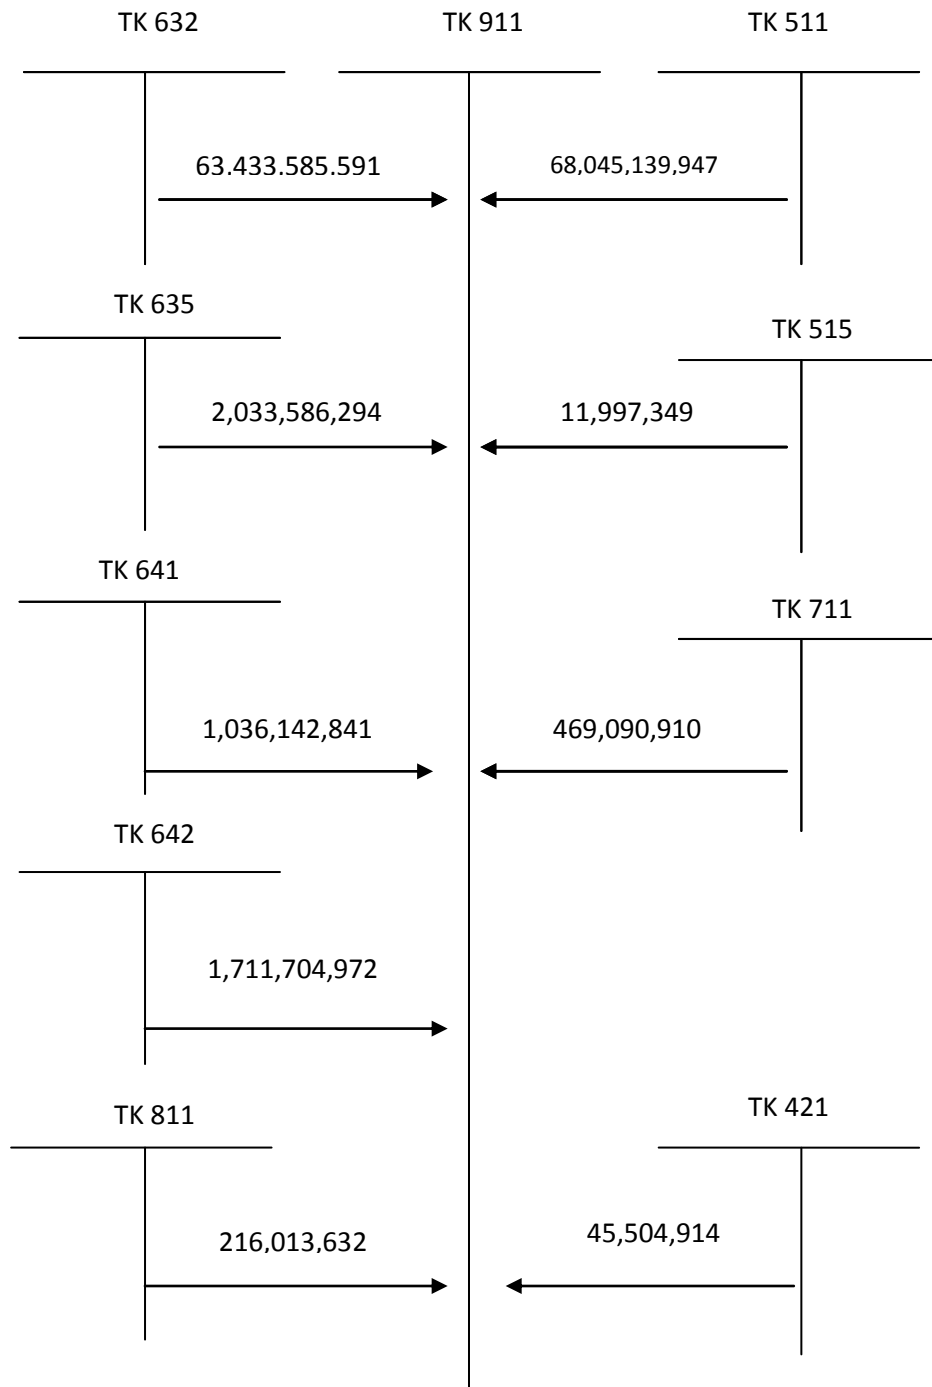 TK 632
TK 911
TK 511
63.433.585.591
68,045,139,947
TK 635
TK 515
2,033,586,294
11,997,349
TK 641
TK 711
1,036,142,841
469,090,910
TK 642
1,711,704,972
TK 811
TK 421
216,013,632
45,504,914